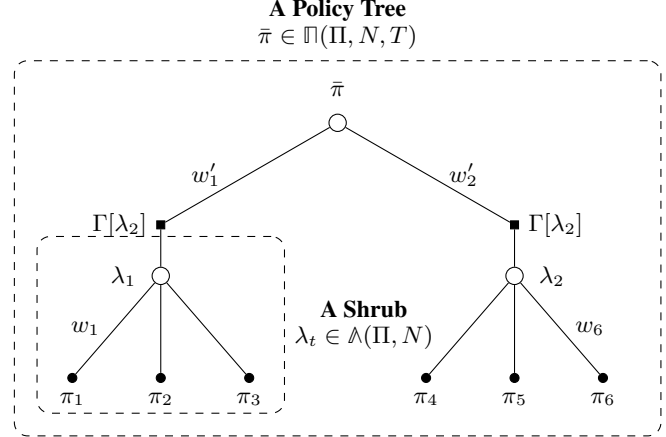 A Policy Tree
π̄ ∈ ℿ(Π, N, T)
π̄
w′₁ w′₂
Γ[λ₂] Γ[λ₂]
λ₁ λ₂
A Shrub
λₜ ∈ 𝕃(Π, N)
w₁ w₆
π₁ π₂ π₃ π₄ π₅ π₆